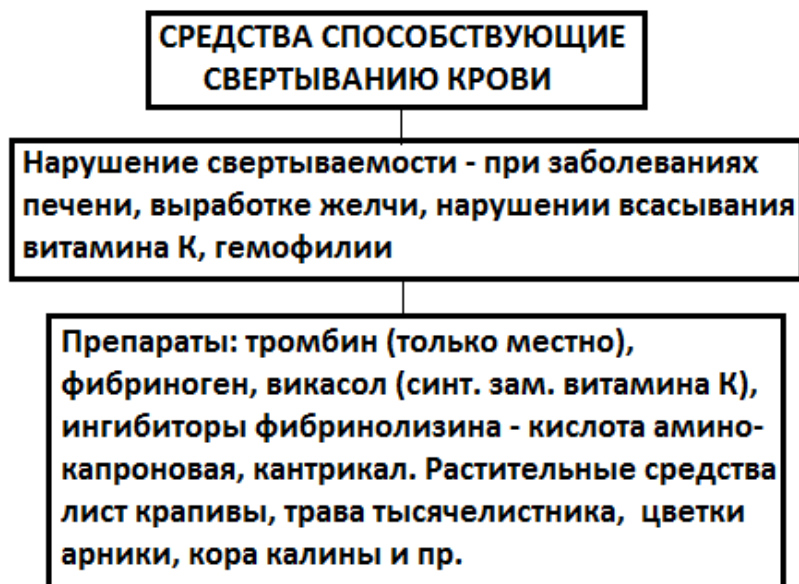 СРЕДСТВА СПОСОБСТВУЮЩИЕ
СВЕРТЫВАНИЮ КРОВИ
Нарушение свертываемости - при заболеваниях
печени, выработке желчи, нарушении всасывания
витамина К, гемофилии
Препараты: тромбин (только местно),
фибриноген, викасол (синт. зам. витамина К),
ингибиторы фибринолизина - кислота амино-
капроновая, кантрикал. Растительные средства
лист крапивы, трава тысячелистника, цветки
арники, кора калины и пр.